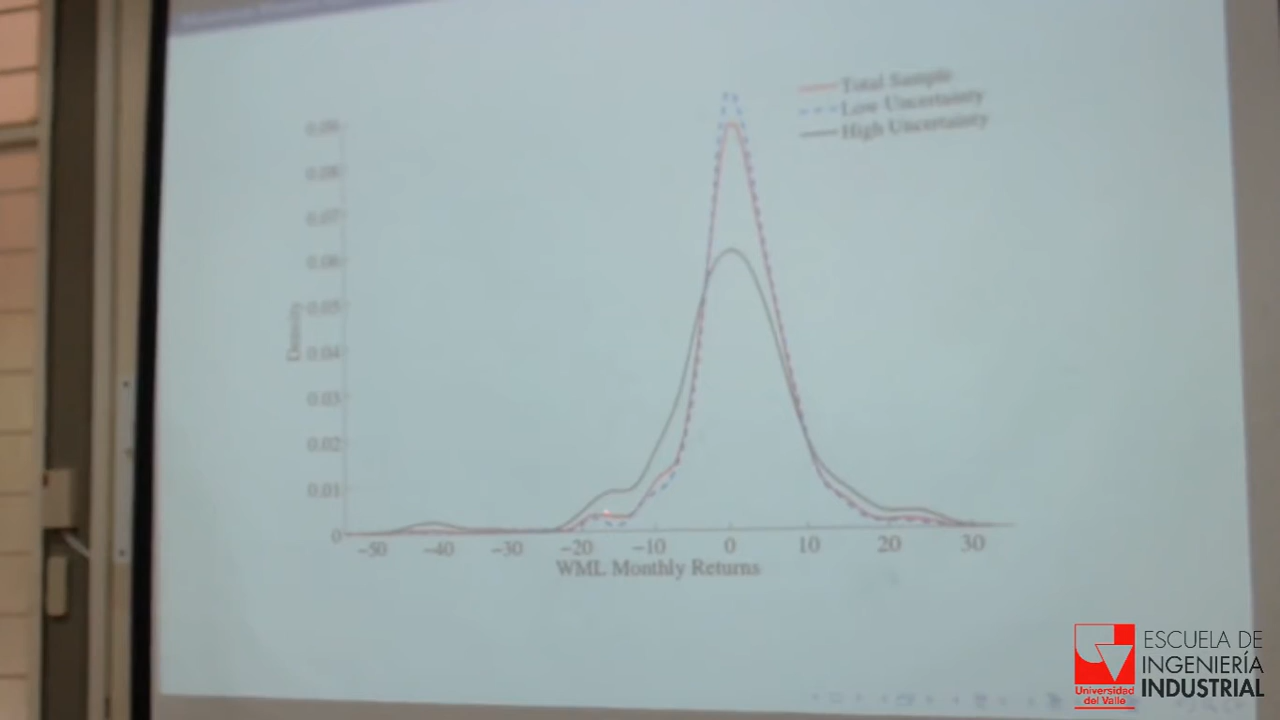 Total Sample
Low Uncertainty
High Uncertainty
0.09
0.08
0.07
0.06
0.05
0.04
0.03
0.02
0.01
0
Density
−50 −40 −30 −20 −10 0 10 20 30
WML Monthly Returns
ESCUELA DE
INGENIERÍA
INDUSTRIAL
Universidad
del Valle